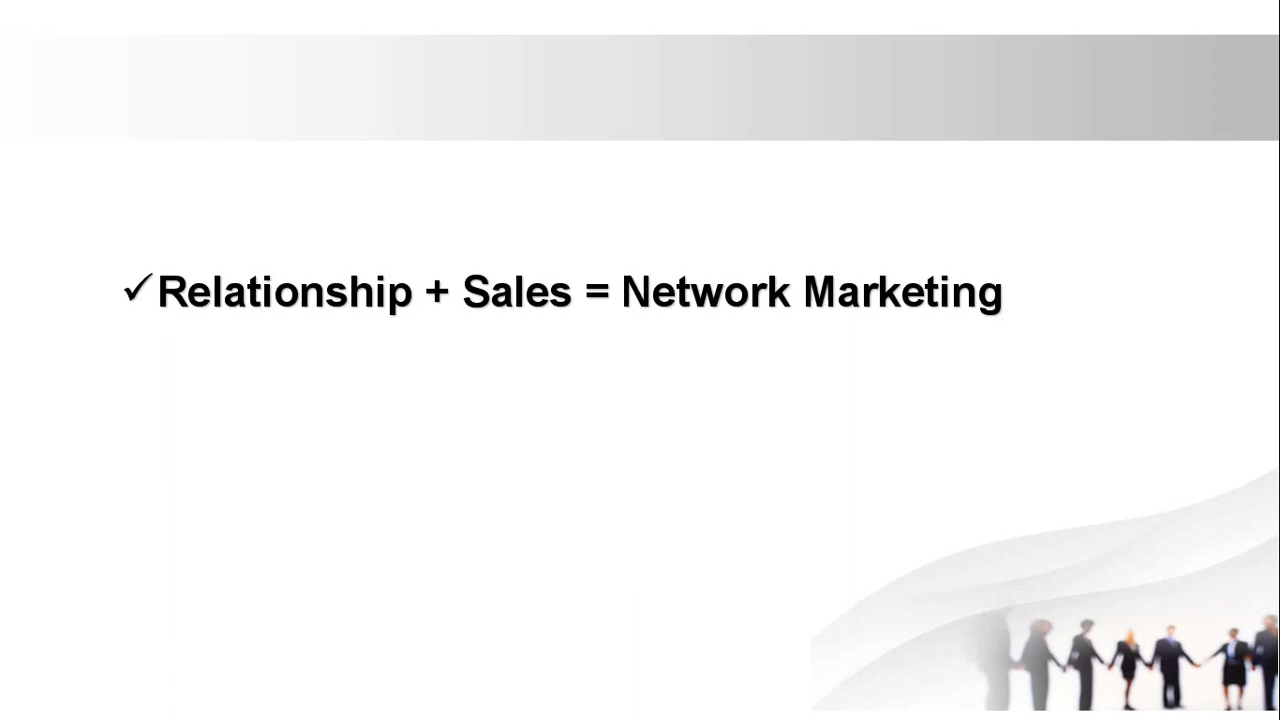 ✓Relationship + Sales = Network Marketing